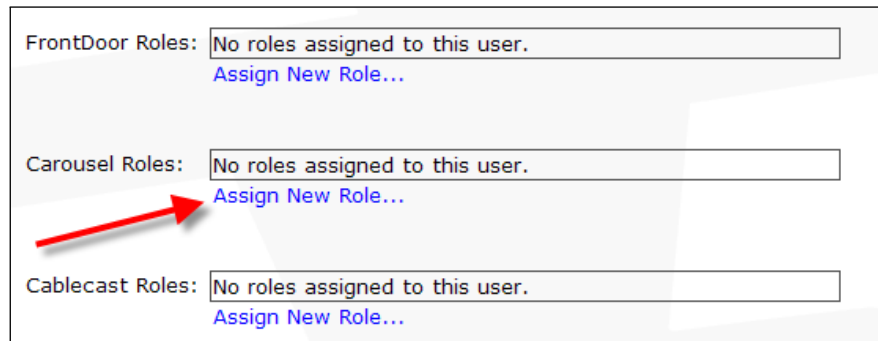 FrontDoor Roles: No roles assigned to this user.
Assign New Role...
Carousel Roles: No roles assigned to this user.
Assign New Role...
Cablecast Roles: No roles assigned to this user.
Assign New Role...